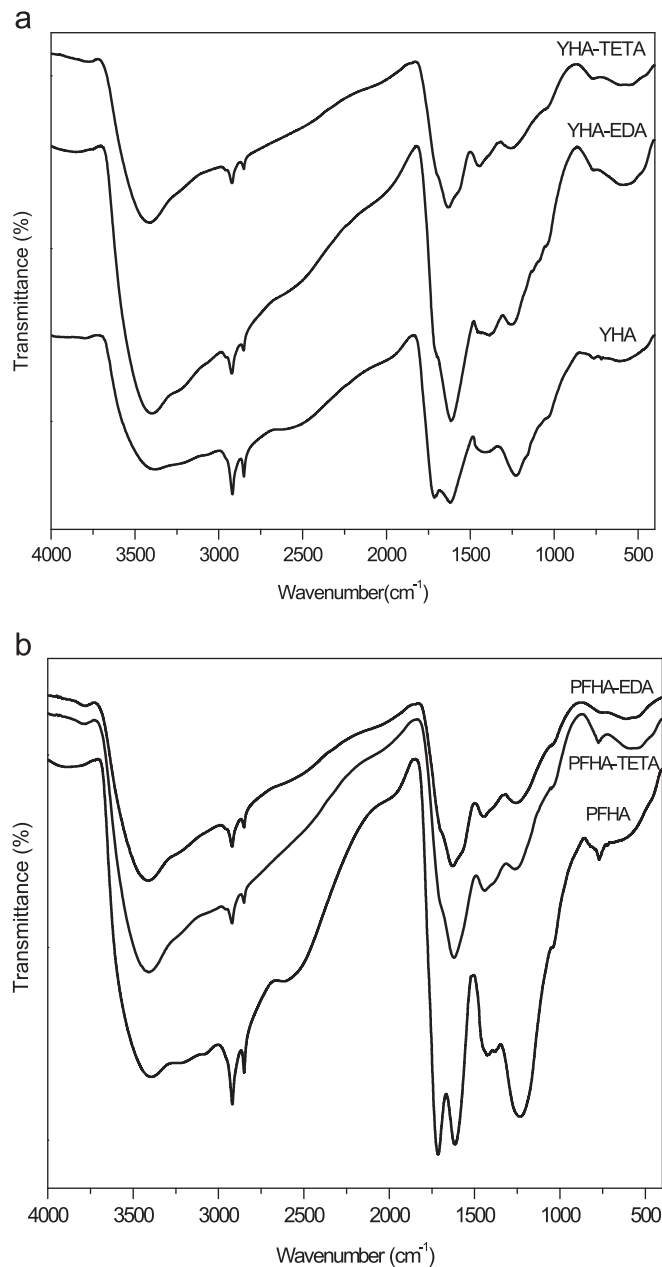 a
YHA-TETA
YHA-EDA
YHA
Transmittance (%)
4000 3500 3000 2500 2000 1500 1000 500
Wavenumber(cm-1)
b
PFHA-EDA
PFHA-TETA
PFHA
Transmittance (%)
4000 3500 3000 2500 2000 1500 1000 500
Wavenumber (cm-1)